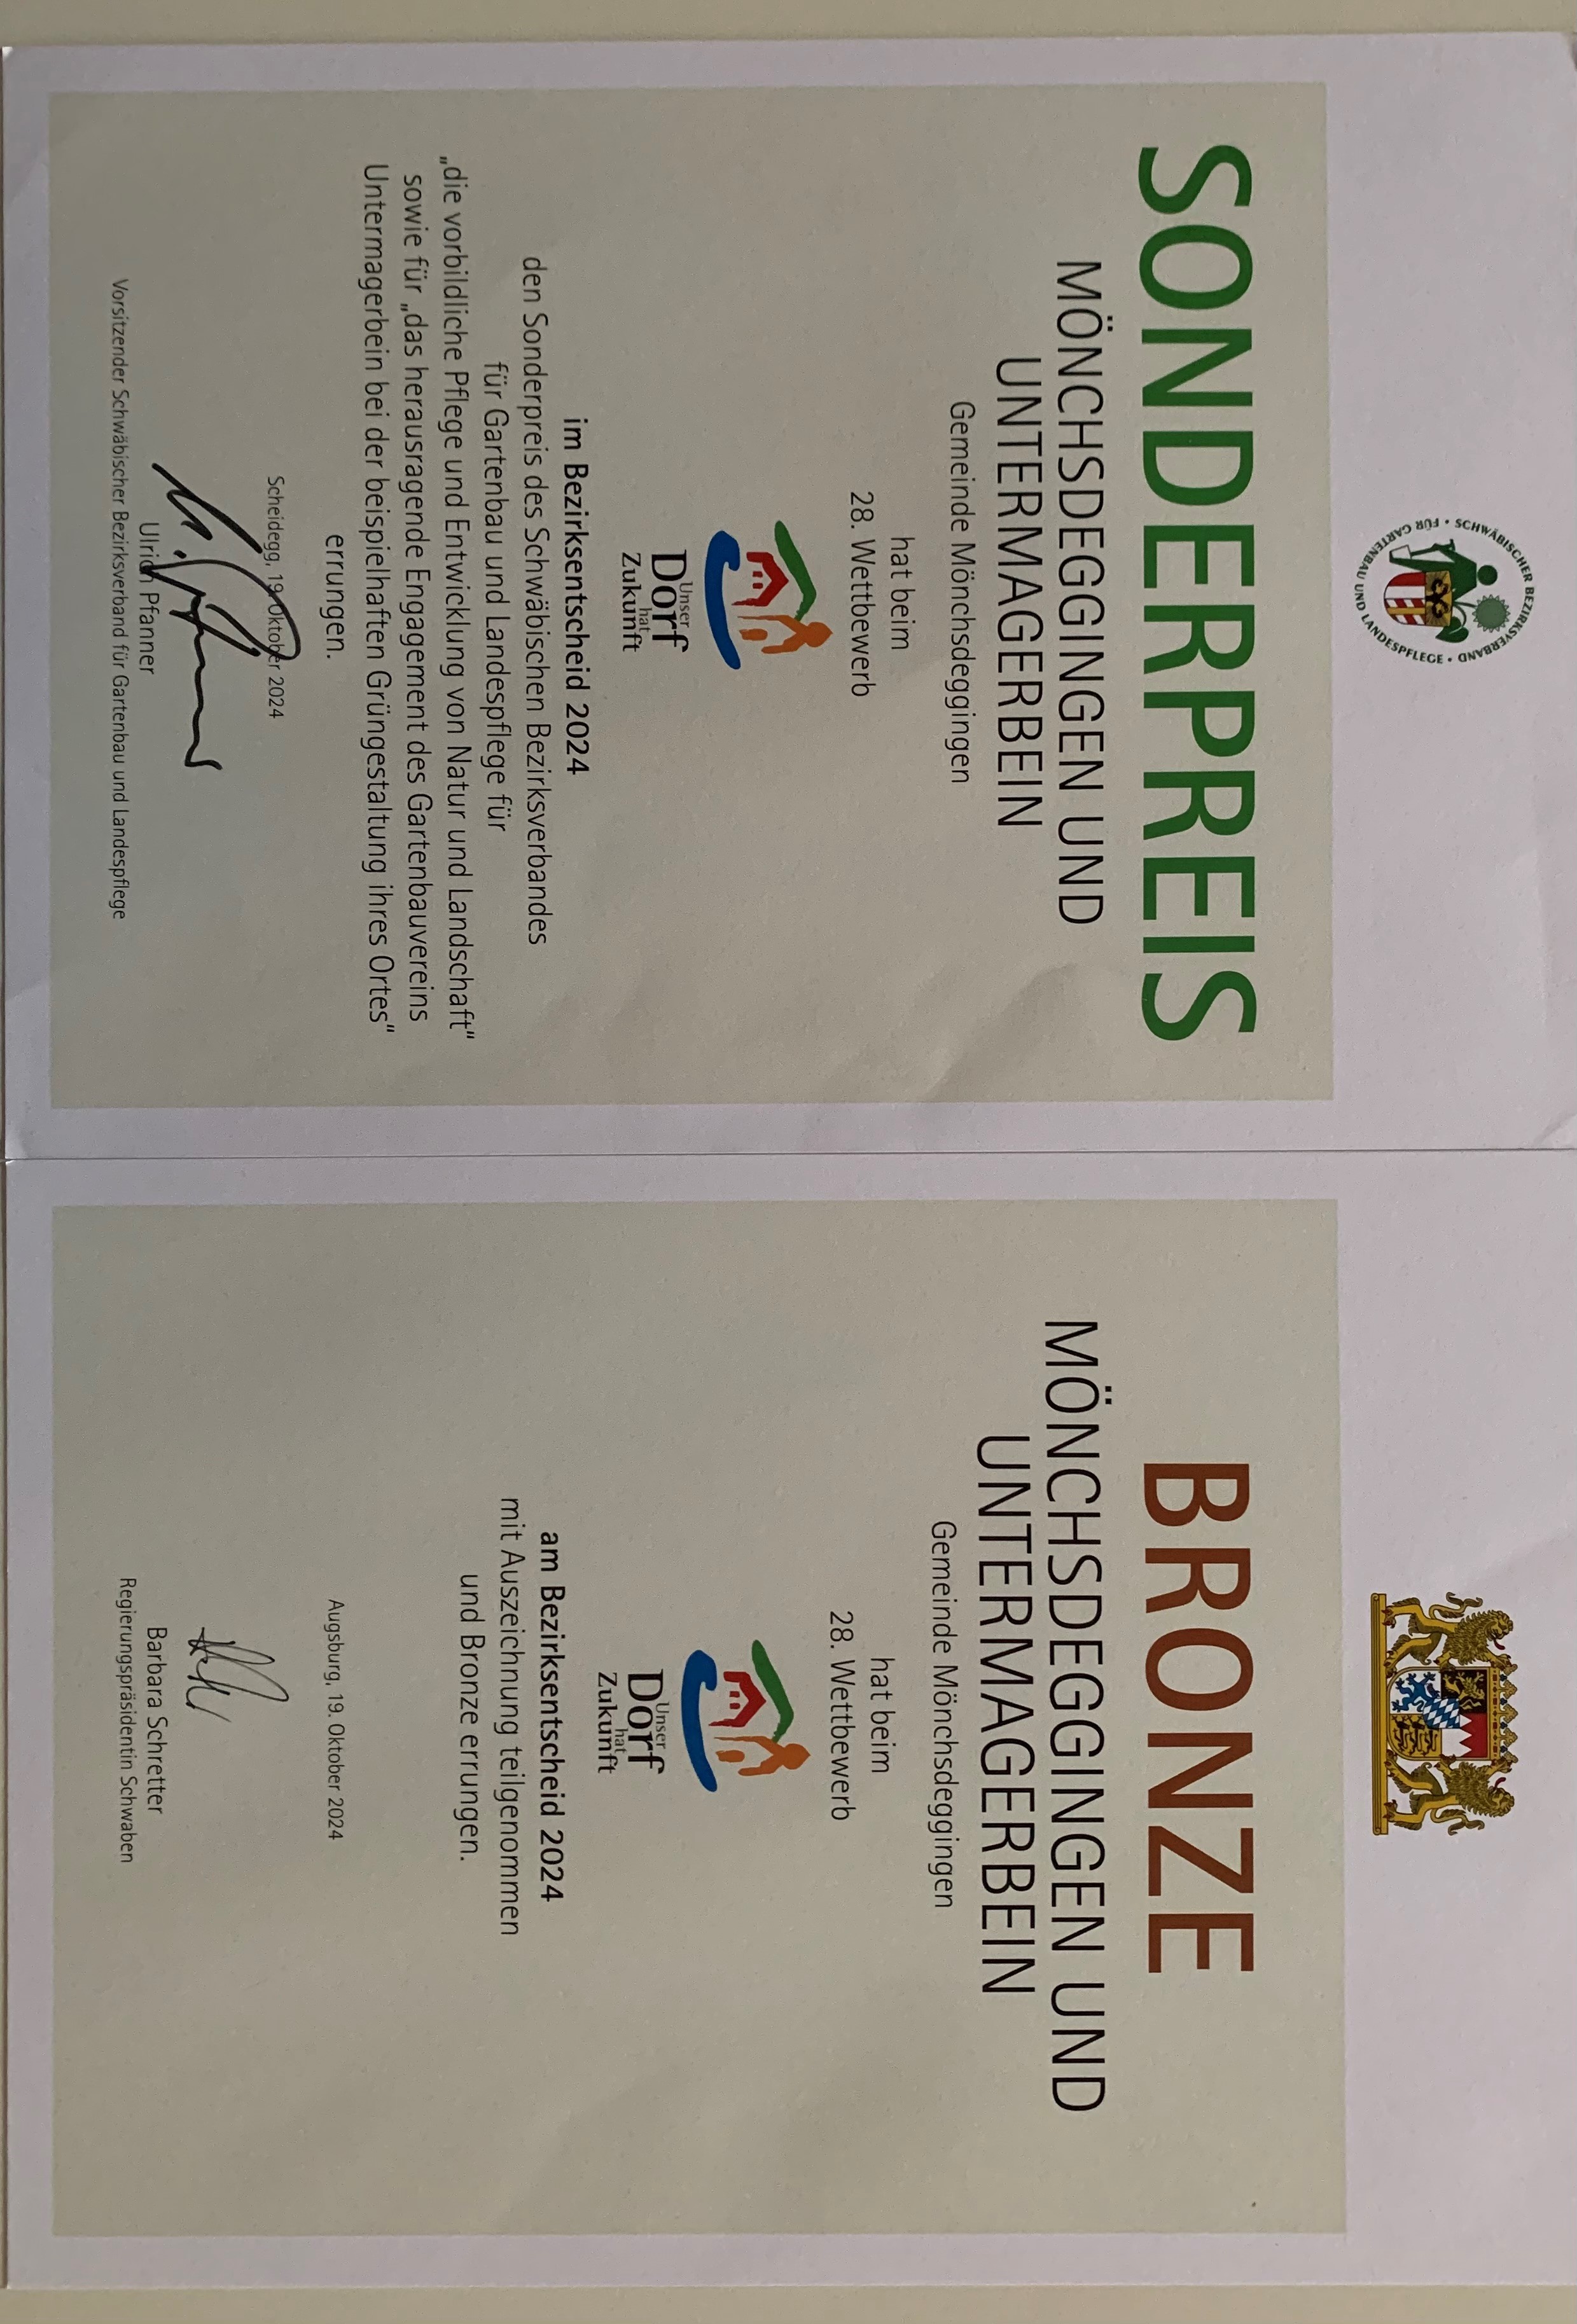 SCHWÄBISCHER BEZIRKSVERBAND • FÜR GARTENBAU UND LANDESPFLEGE •
SONDERPREIS
MÖNCHSDEGGINGEN UND
UNTERMAGERBEIN
Gemeinde Mönchsdeggingen
hat beim
28. Wettbewerb
Unser
Dorf
hat
Zukunft
im Bezirksentscheid 2024
den Sonderpreis des Schwäbischen Bezirksverbandes
für Gartenbau und Landespflege für
„die vorbildliche Pflege und Entwicklung von Natur und Landschaft“
sowie für „das herausragende Engagement des Gartenbauvereins
Untermagerbein bei der beispielhaften Grüngestaltung ihres Ortes“
errungen.
Scheidegg, 19. Oktober 2024
Ulrich Pfanner
Vorsitzender Schwäbischer Bezirksverband für Gartenbau und Landespflege
BRONZE
MÖNCHSDEGGINGEN UND
UNTERMAGERBEIN
Gemeinde Mönchsdeggingen
hat beim
28. Wettbewerb
Unser
Dorf
hat
Zukunft
am Bezirksentscheid 2024
mit Auszeichnung teilgenommen
und Bronze errungen.
Augsburg, 19. Oktober 2024
Barbara Schretter
Regierungspräsidentin Schwaben